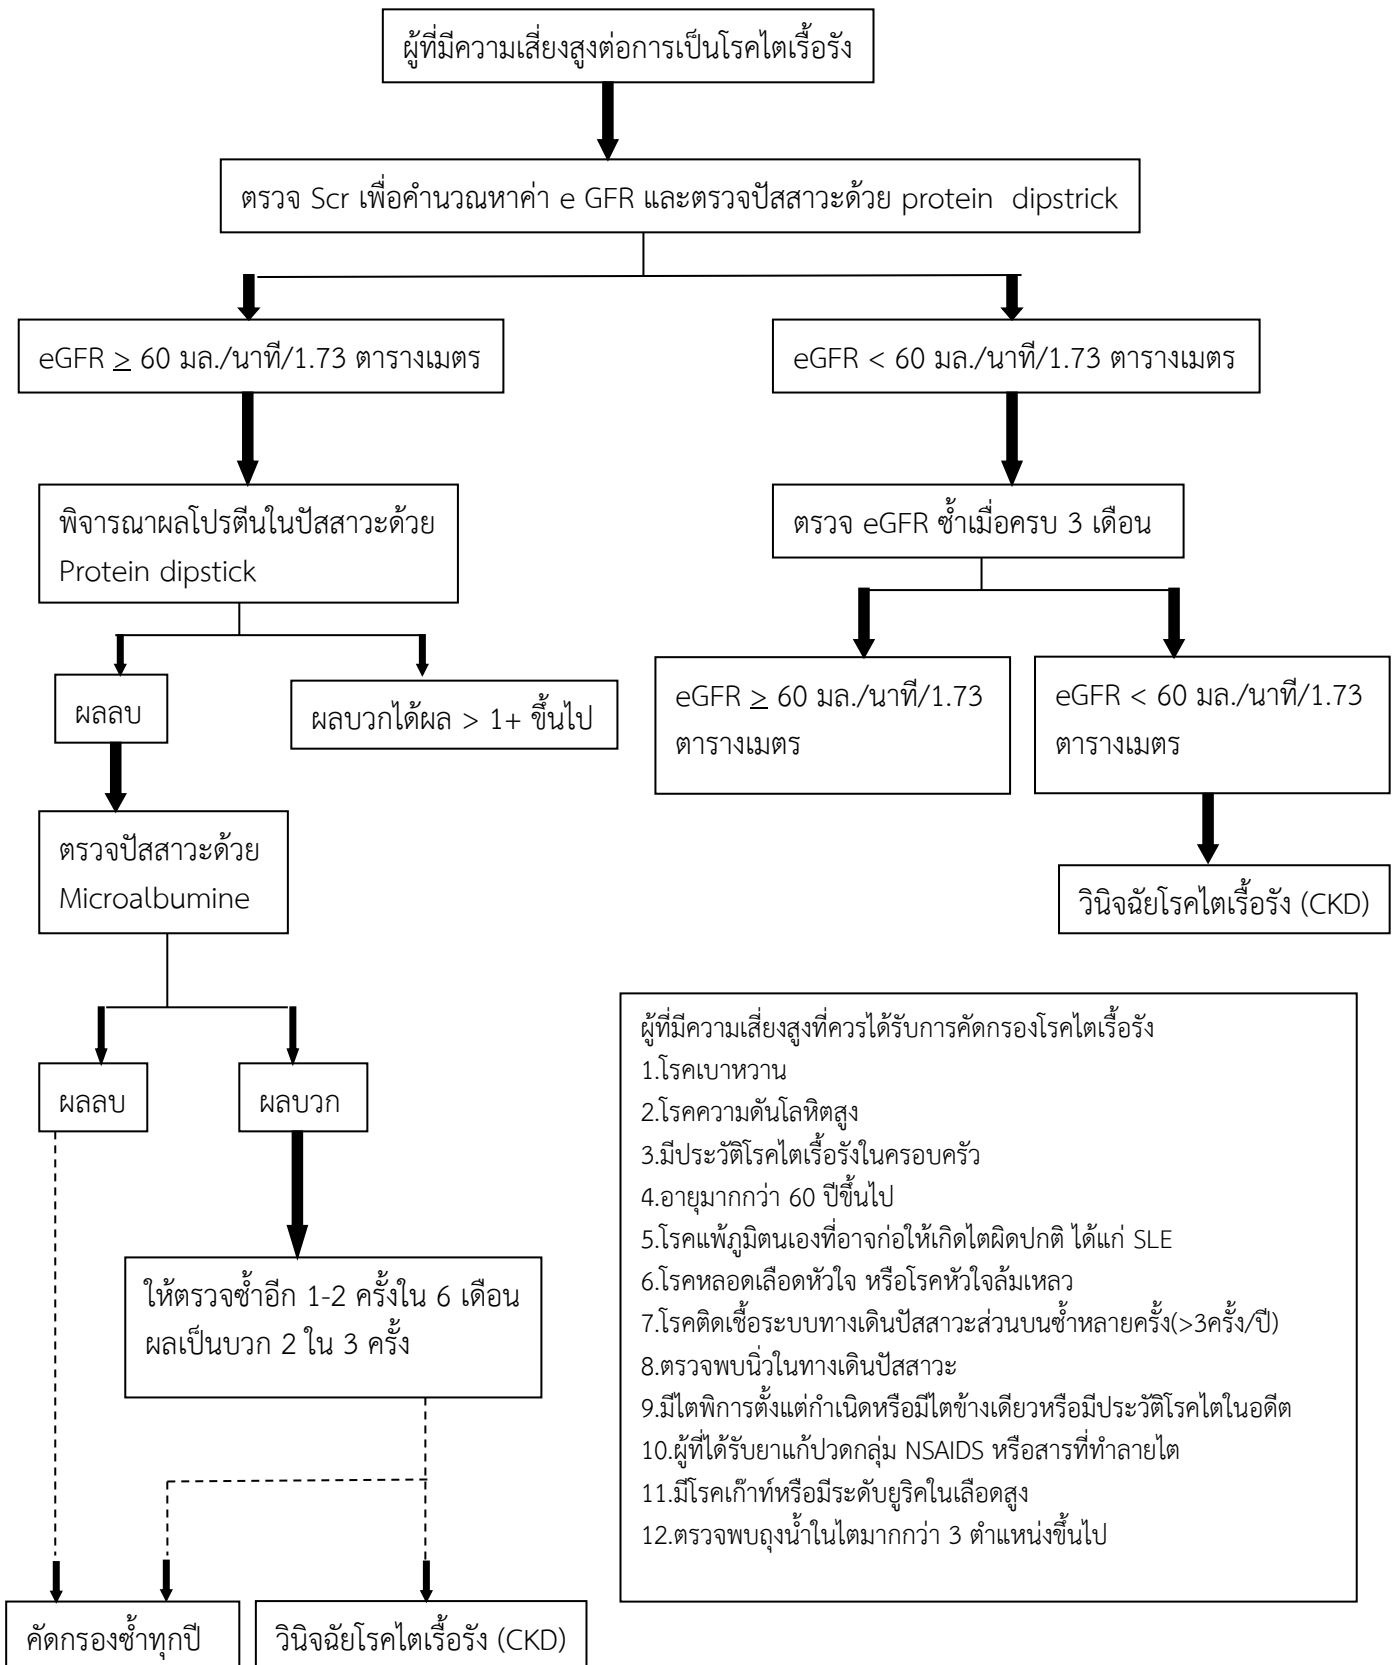 ผู้ที่มีความเสี่ยงสูงต่อการเป็นโรคไตเรื้อรัง
ตรวจ Scr เพื่อคำนวณหาค่า e GFR และตรวจปัสสาวะด้วย protein dipstrick
eGFR ≥ 60 มล./นาที/1.73 ตารางเมตร
eGFR < 60 มล./นาที/1.73 ตารางเมตร
พิจารณาผลโปรตีนในปัสสาวะด้วย
Protein dipstick
ตรวจ eGFR ซ้ำเมื่อครบ 3 เดือน
ผลลบ
ผลบวกได้ผล > 1+ ขึ้นไป
eGFR ≥ 60 มล./นาที/1.73
ตารางเมตร
eGFR < 60 มล./นาที/1.73
ตารางเมตร
ตรวจปัสสาวะด้วย
Microalbumine
วินิจฉัยโรคไตเรื้อรัง (CKD)
ผลลบ
ผลบวก
ให้ตรวจซ้ำอีก 1-2 ครั้งใน 6 เดือน
ผลเป็นบวก 2 ใน 3 ครั้ง
คัดกรองซ้ำทุกปี
วินิจฉัยโรคไตเรื้อรัง (CKD)
ผู้ที่มีความเสี่ยงสูงที่ควรได้รับการคัดกรองโรคไตเรื้อรัง
1.โรคเบาหวาน
2.โรคความดันโลหิตสูง
3.มีประวัติโรคไตเรื้อรังในครอบครัว
4.อายุมากกว่า 60 ปีขึ้นไป
5.โรคแพ้ภูมิตนเองที่อาจก่อให้เกิดไตผิดปกติ ได้แก่ SLE
6.โรคหลอดเลือดหัวใจ หรือโรคหัวใจล้มเหลว
7.โรคติดเชื้อระบบทางเดินปัสสาวะส่วนบนซ้ำหลายครั้ง(>3ครั้ง/ปี)
8.ตรวจพบนิ่วในทางเดินปัสสาวะ
9.มีไตพิการตั้งแต่กำเนิดหรือมีไตข้างเดียวหรือมีประวัติโรคไตในอดีต
10.ผู้ที่ได้รับยาแก้ปวดกลุ่ม NSAIDS หรือสารที่ทำลายไต
11.มีโรคเก๊าท์หรือมีระดับยูริคในเลือดสูง
12.ตรวจพบถุงน้ำในไตมากกว่า 3 ตำแหน่งขึ้นไป